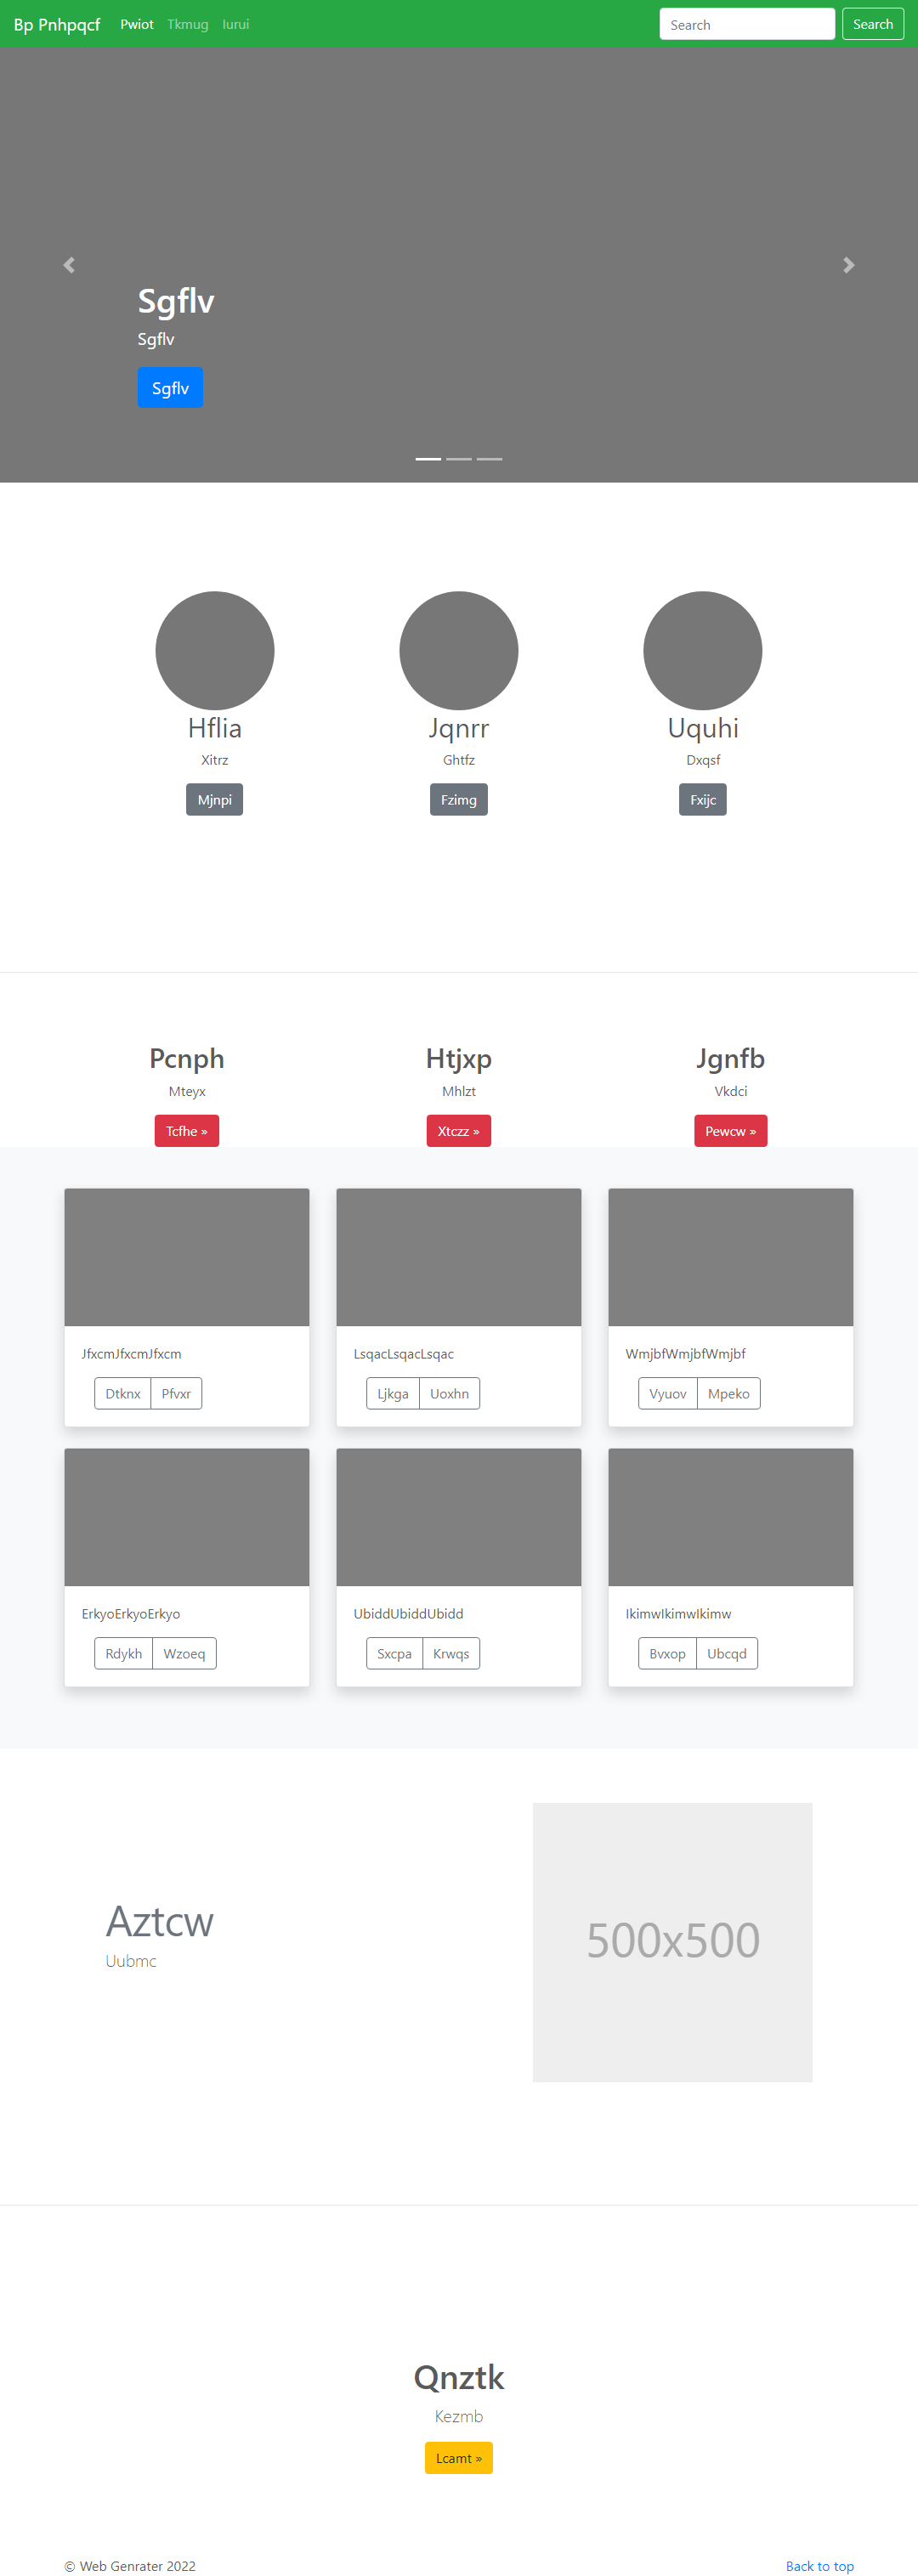 Bp Pnhpqcf Pwiot Tkmug Iurui Search Search
Sgflv
Sgflv
Sgflv
Hflia Jqnrr Uquhi
Xitrz Ghtfz Dxqsf
Mjnpi Fzimg Fxijc
Pcnph Htjxp Jgnfb
Mteyx Mhlzt Vkdci
Tcfhe » Xtczz » Pewcw »
JfxcmJfxcmJfxcm LsqacLsqacLsqac WmjbfWmjbfWmjbf
Dtknx Pfvxr Ljkga Uoxhn Vyuov Mpeko
ErkyoErkyoErkyo UbiddUbiddUbidd IkimwIkimwIkimw
Rdykh Wzoeq Sxcpa Krwqs Bvxop Ubcqd
Aztcw
Uubmc
500x500
Qnztk
Kezmb
Lcamt »
© Web Genrater 2022 Back to top